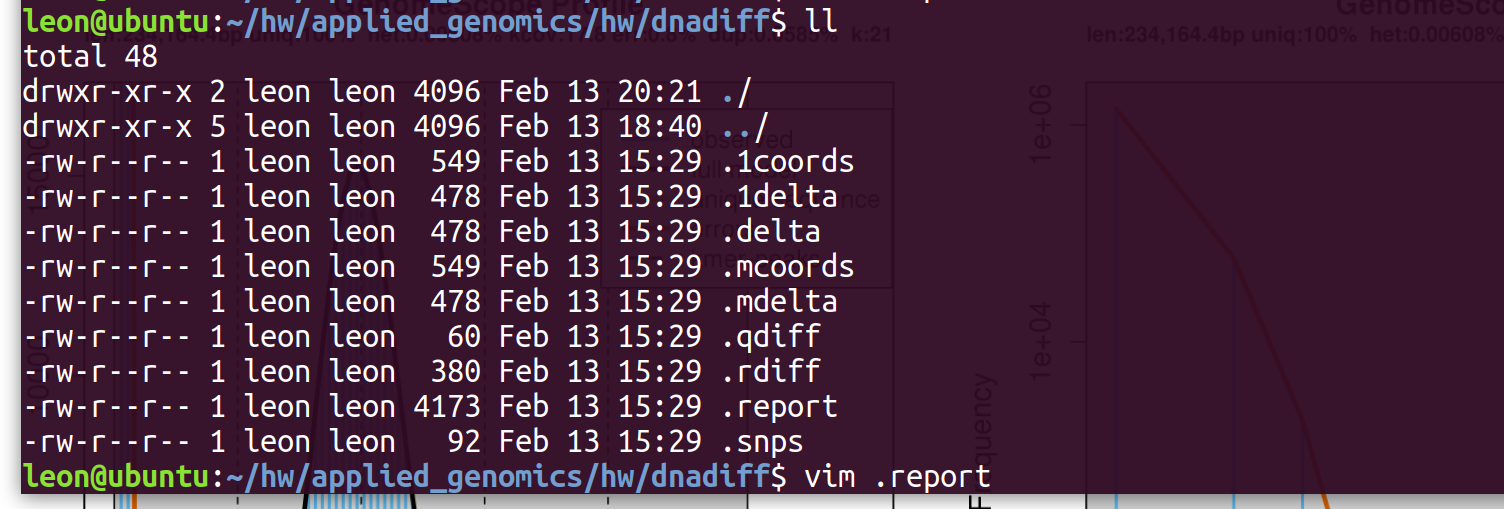 leon@ubuntu:~/hw/applied_genomics/hw/dnadiff$ ll
len:234,164.4bp uniq:100% het:0.00608%
k:21
total 48
drwxr-xr-x 2 leon leon 4096 Feb 13 20:21 ./
drwxr-xr-x 5 leon leon 4096 Feb 13 18:40 ../
observed
1e+06
-rw-r--r-- 1 leon leon 549 Feb 13 15:29 .1coords
-rw-r--r-- 1 leon leon 478 Feb 13 15:29 .1delta
-rw-r--r-- 1 leon leon 478 Feb 13 15:29 .delta
-rw-r--r-- 1 leon leon 549 Feb 13 15:29 .mcoords
-rw-r--r-- 1 leon leon 478 Feb 13 15:29 .mdelta
-rw-r--r-- 1 leon leon 60 Feb 13 15:29 .qdiff
1e+04
-rw-r--r-- 1 leon leon 380 Feb 13 15:29 .rdiff
-rw-r--r-- 1 leon leon 4173 Feb 13 15:29 .report
-rw-r--r-- 1 leon leon 92 Feb 13 15:29 .snps
leon@ubuntu:~/hw/applied_genomics/hw/dnadiff$ vim .report
Frequency